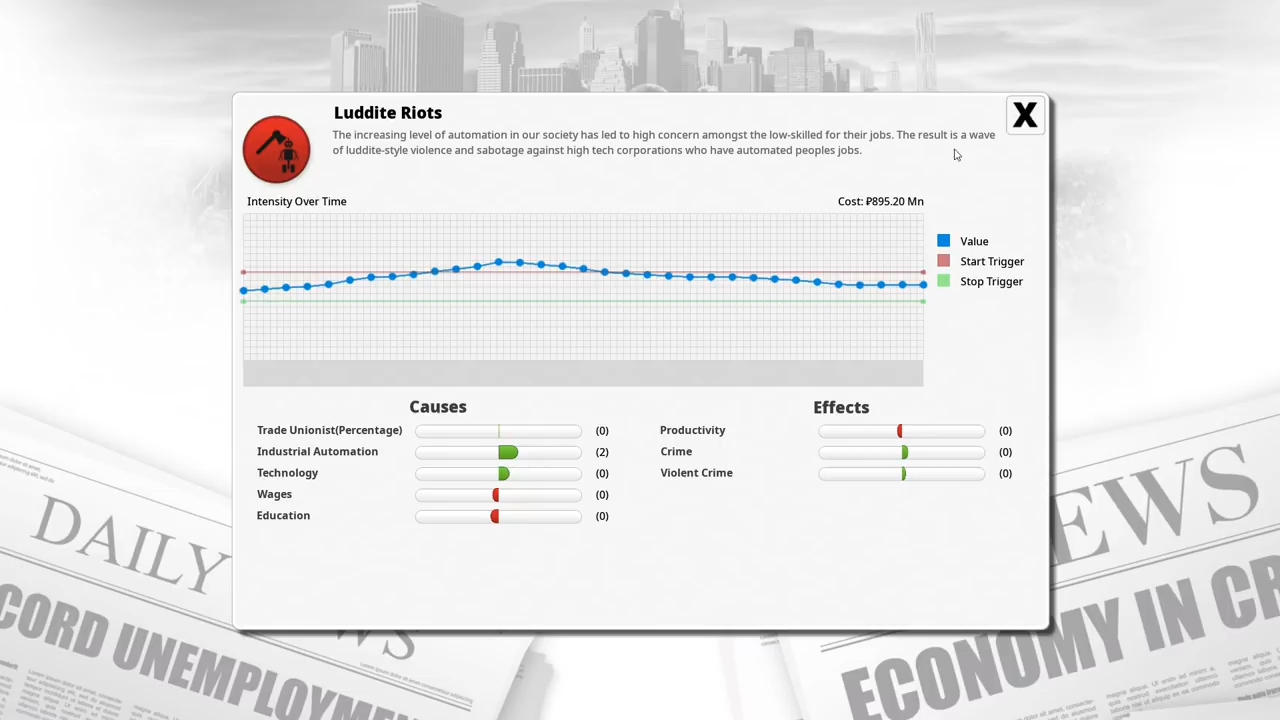 Luddite Riots
X
The increasing level of automation in our society has led to high concern amongst the low-skilled for their jobs. The result is a wave
of luddite-style violence and sabotage against high tech corporations who have automated peoples jobs.
Intensity Over Time
Cost: ₽895.20 Mn
Value
Start Trigger
Stop Trigger
Causes
Trade Unionist(Percentage) (0)
Industrial Automation (2)
Technology (0)
Wages (0)
Education (0)
Effects
Productivity (0)
Crime (0)
Violent Crime (0)
DAILY
WS
CORD UNEMPLOYME
EWS
ECONOMY IN CR